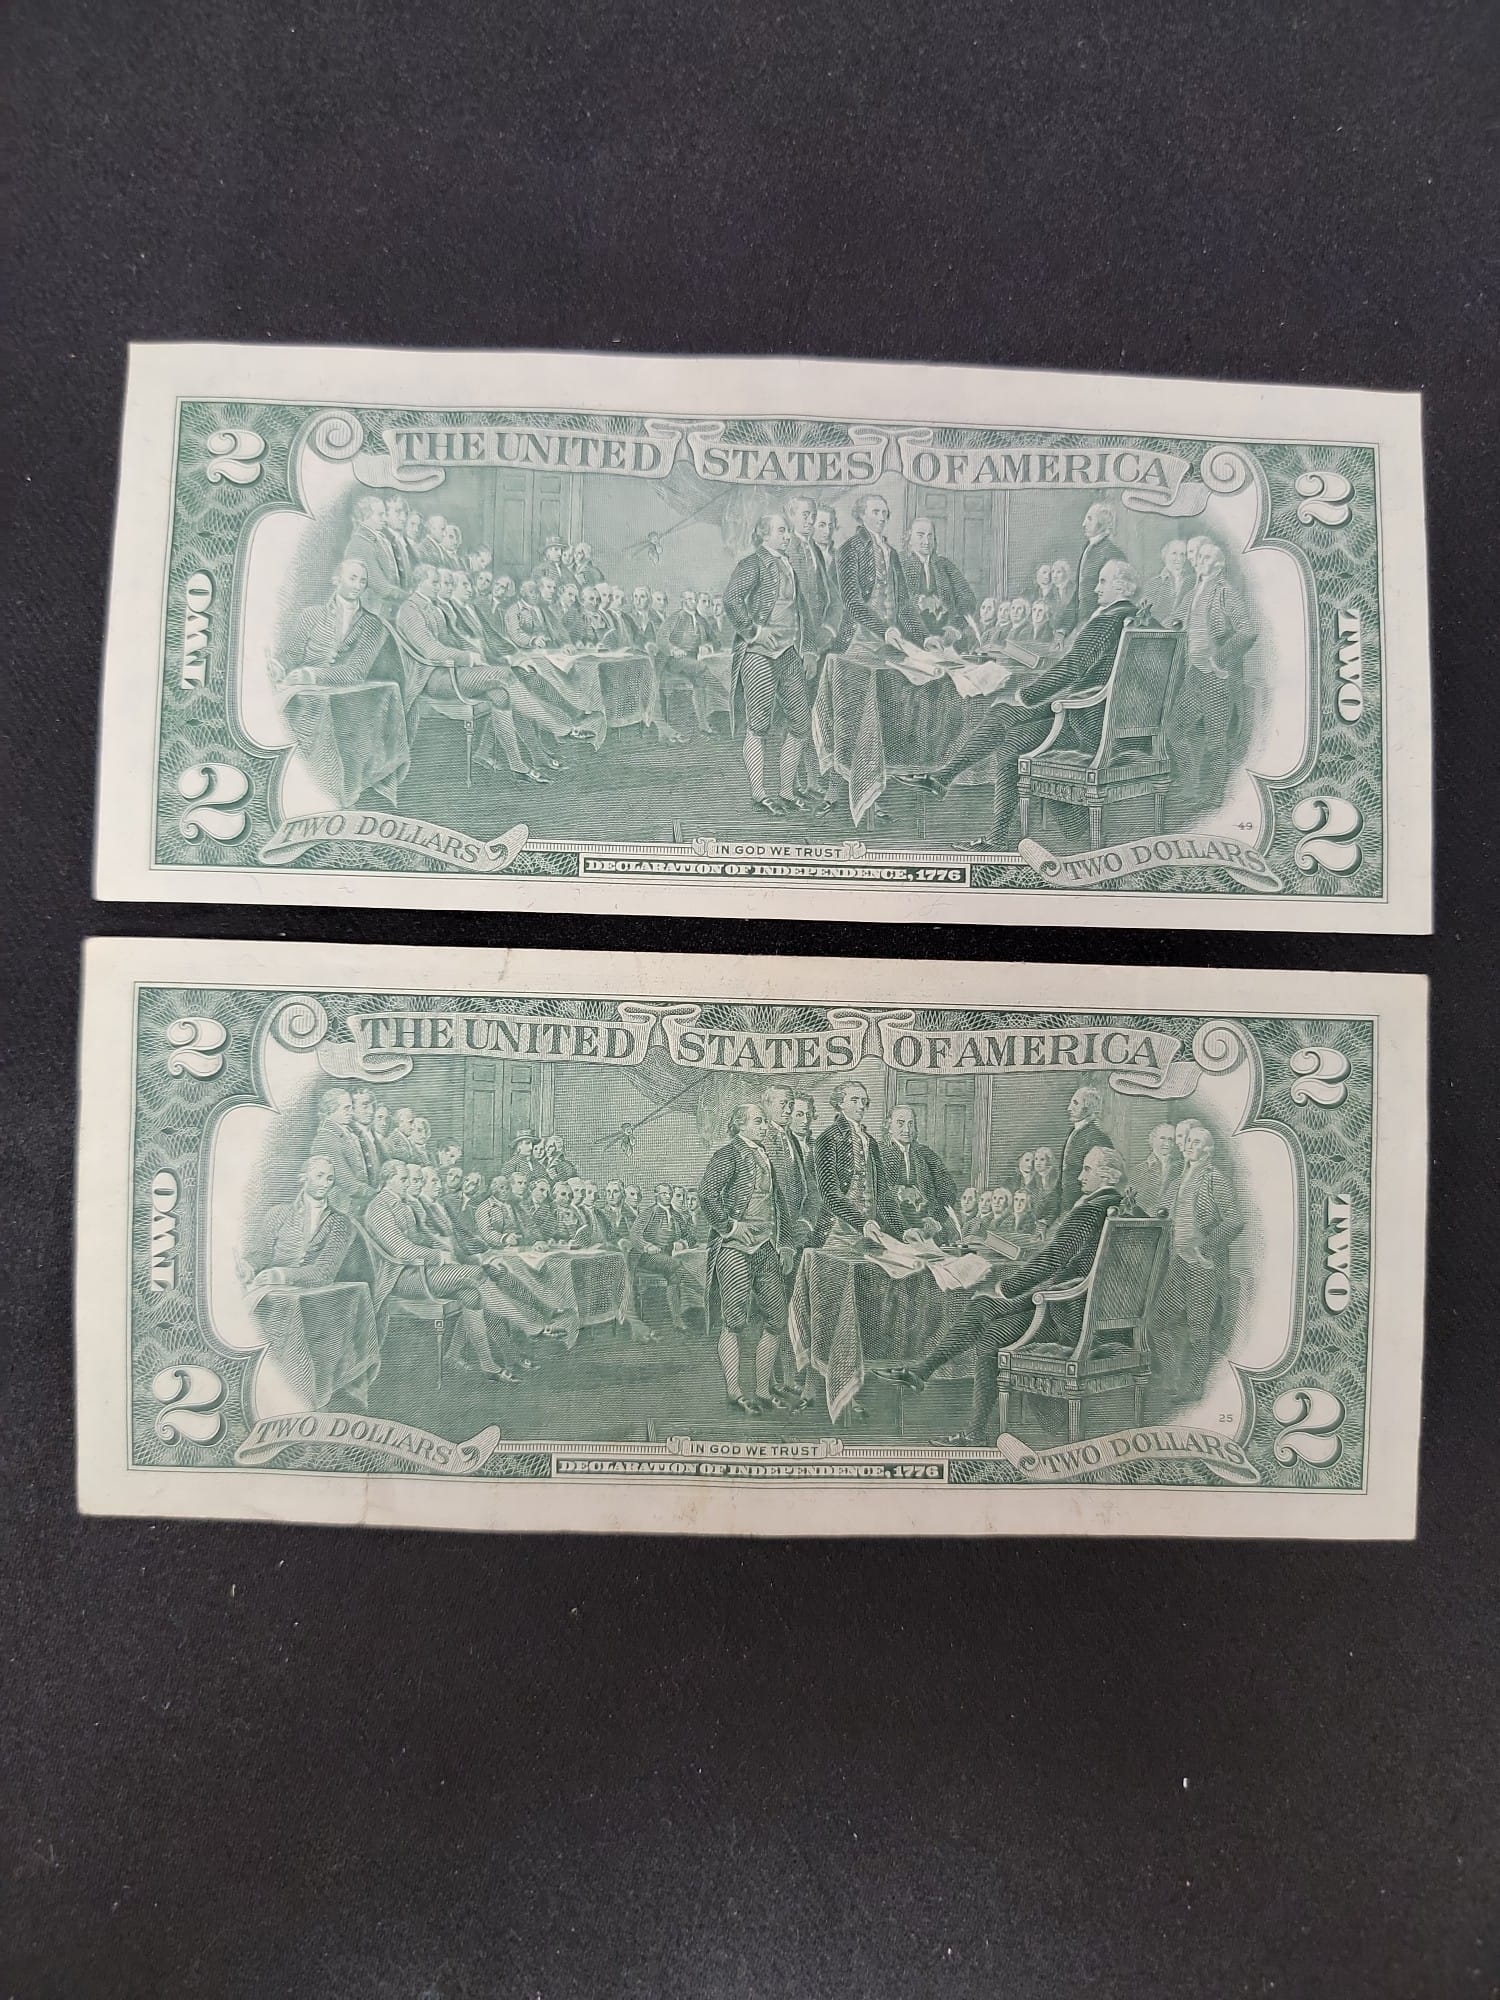 THE UNITED STATES OF AMERICA
2 2
TWO TWO
49
2 2
TWO DOLLARS IN GOD WE TRUST TWO DOLLARS
DECLARATION OF INDEPENDENCE, 1776
THE UNITED STATES OF AMERICA
2 2
TWO TWO
25
2 2
TWO DOLLARS IN GOD WE TRUST TWO DOLLARS
DECLARATION OF INDEPENDENCE, 1776